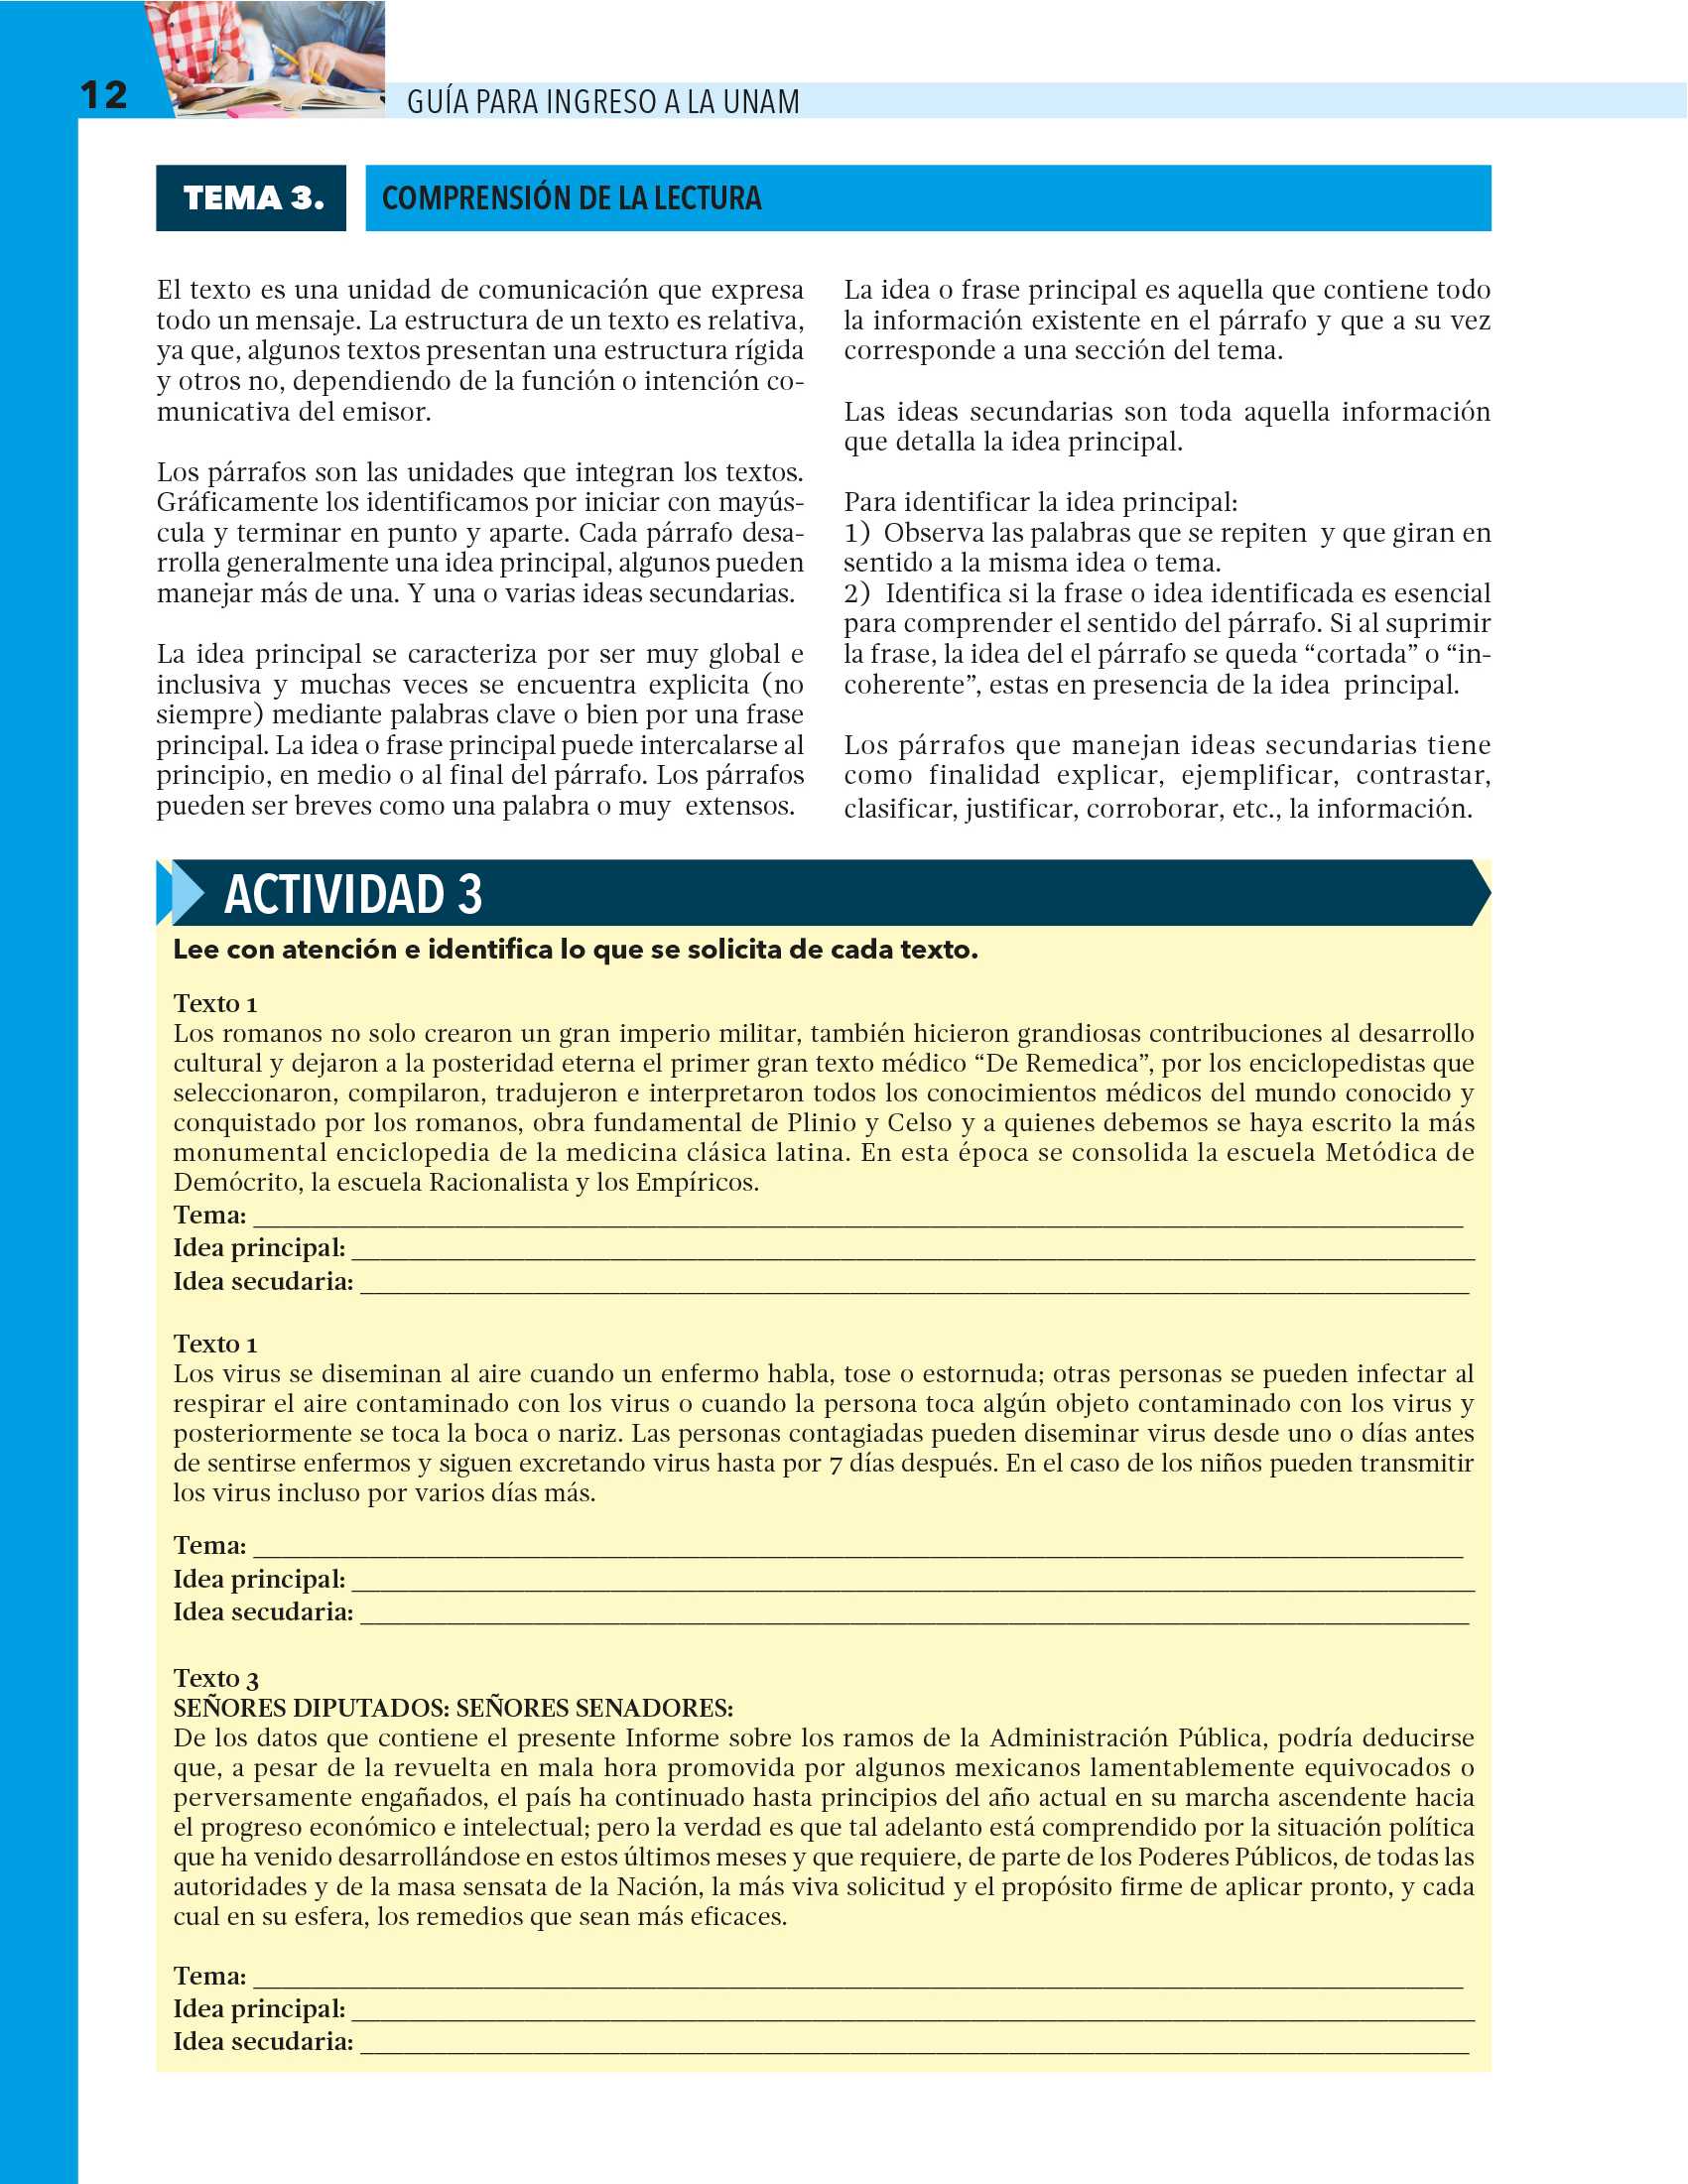 12
GUÍA PARA INGRESO A LA UNAM
TEMA 3.
COMPRENSIÓN DE LA LECTURA
El texto es una unidad de comunicación que expresa
todo un mensaje. La estructura de un texto es relativa,
ya que, algunos textos presentan una estructura rígida
y otros no, dependiendo de la función o intención co-
municativa del emisor.
Los párrafos son las unidades que integran los textos.
Gráficamente los identificamos por iniciar con mayús-
cula y terminar en punto y aparte. Cada párrafo desa-
rrolla generalmente una idea principal, algunos pueden
manejar más de una. Y una o varias ideas secundarias.
La idea principal se caracteriza por ser muy global e
inclusiva y muchas veces se encuentra explicita (no
siempre) mediante palabras clave o bien por una frase
principal. La idea o frase principal puede intercalarse al
principio, en medio o al final del párrafo. Los párrafos
pueden ser breves como una palabra o muy  extensos.
La idea o frase principal es aquella que contiene todo
la información existente en el párrafo y que a su vez
corresponde a una sección del tema.
Las ideas secundarias son toda aquella información
que detalla la idea principal.
Para identificar la idea principal:
1)  Observa las palabras que se repiten  y que giran en
sentido a la misma idea o tema.
2)  Identifica si la frase o idea identificada es esencial
para comprender el sentido del párrafo. Si al suprimir
la frase, la idea del el párrafo se queda “cortada” o “in-
coherente”, estas en presencia de la idea  principal.
Los párrafos que manejan ideas secundarias tiene
como finalidad explicar, ejemplificar, contrastar,
clasificar, justificar, corroborar, etc., la información.
ACTIVIDAD 3
Lee con atención e identifica lo que se solicita de cada texto.
Texto 1
Los romanos no solo crearon un gran imperio militar, también hicieron grandiosas contribuciones al desarrollo
cultural y dejaron a la posteridad eterna el primer gran texto médico “De Remedica”, por los enciclopedistas que
seleccionaron, compilaron, tradujeron e interpretaron todos los conocimientos médicos del mundo conocido y
conquistado por los romanos, obra fundamental de Plinio y Celso y a quienes debemos se haya escrito la más
monumental enciclopedia de la medicina clásica latina. En esta época se consolida la escuela Metódica de
Demócrito, la escuela Racionalista y los Empíricos.
Tema:
Idea principal:
Idea secudaria:
Texto 1
Los virus se diseminan al aire cuando un enfermo habla, tose o estornuda; otras personas se pueden infectar al
respirar el aire contaminado con los virus o cuando la persona toca algún objeto contaminado con los virus y
posteriormente se toca la boca o nariz. Las personas contagiadas pueden diseminar virus desde uno o días antes
de sentirse enfermos y siguen excretando virus hasta por 7 días después. En el caso de los niños pueden transmitir
los virus incluso por varios días más.
Tema:
Idea principal:
Idea secudaria:
Texto 3
SEÑORES DIPUTADOS: SEÑORES SENADORES:
De los datos que contiene el presente Informe sobre los ramos de la Administración Pública, podría deducirse
que, a pesar de la revuelta en mala hora promovida por algunos mexicanos lamentablemente equivocados o
perversamente engañados, el país ha continuado hasta principios del año actual en su marcha ascendente hacia
el progreso económico e intelectual; pero la verdad es que tal adelanto está comprendido por la situación política
que ha venido desarrollándose en estos últimos meses y que requiere, de parte de los Poderes Públicos, de todas las
autoridades y de la masa sensata de la Nación, la más viva solicitud y el propósito firme de aplicar pronto, y cada
cual en su esfera, los remedios que sean más eficaces.
Tema:
Idea principal:
Idea secudaria: